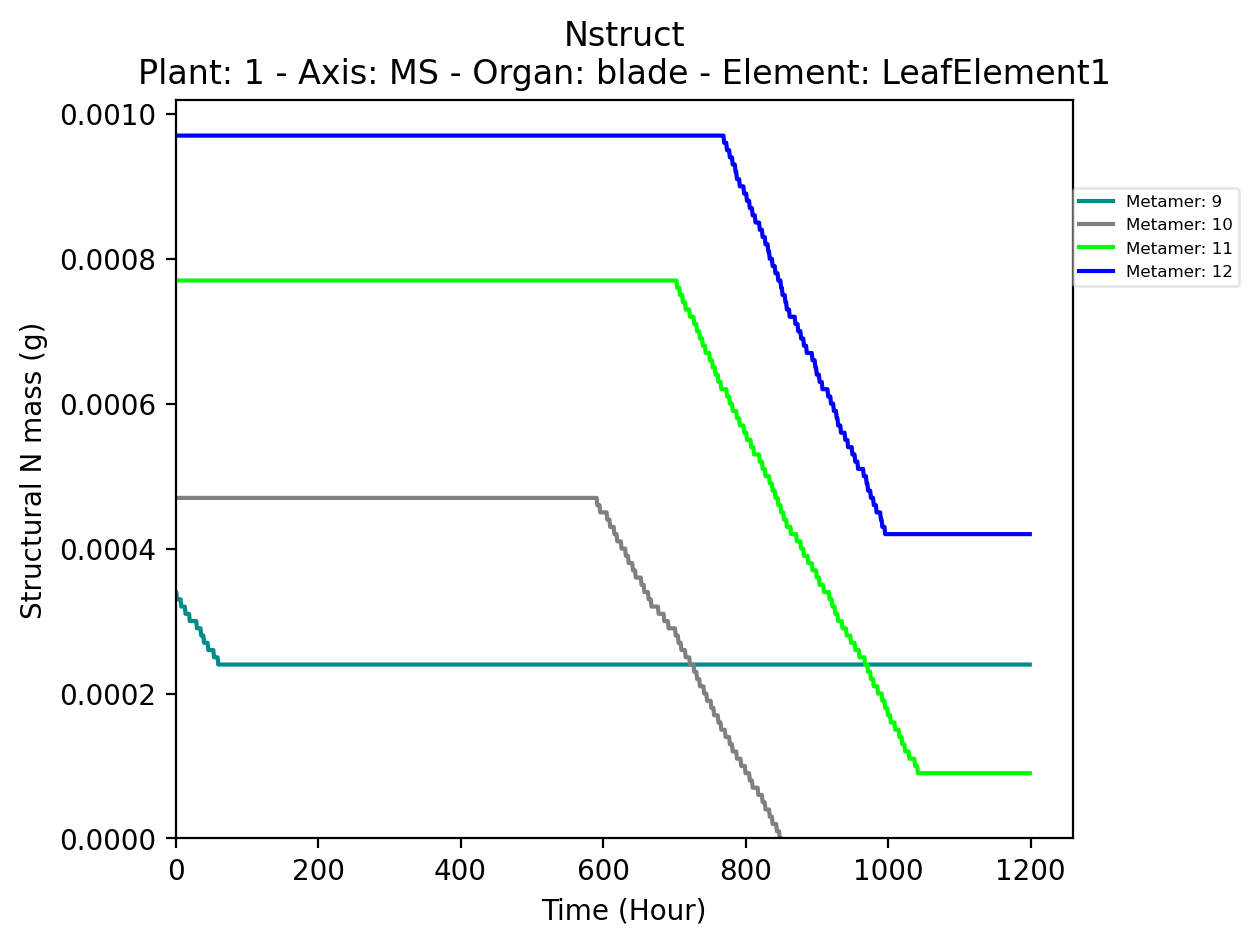 Nstruct
Plant: 1 - Axis: MS - Organ: blade - Element: LeafElement1
0.0010
0.0008
0.0006
0.0004
0.0002
0.0000
Structural N mass (g)
0 200 400 600 800 1000 1200
Time (Hour)
Metamer: 9
Metamer: 10
Metamer: 11
Metamer: 12